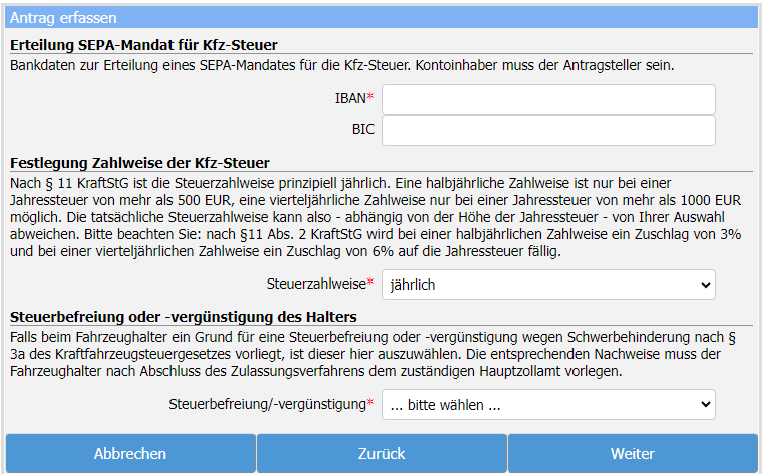 Antrag erfassen
Erteilung SEPA-Mandat für Kfz-Steuer
Bankdaten zur Erteilung eines SEPA-Mandates für die Kfz-Steuer. Kontoinhaber muss der Antragsteller sein.
IBAN*
BIC
Festlegung Zahlweise der Kfz-Steuer
Nach § 11 KraftStG ist die Steuerzahlweise prinzipiell jährlich. Eine halbjährliche Zahlweise ist nur bei einer
Jahressteuer von mehr als 500 EUR, eine vierteljährliche Zahlweise nur bei einer Jahressteuer von mehr als 1000 EUR
möglich. Die tatsächliche Steuerzahlweise kann also - abhängig von der Höhe der Jahressteuer - von Ihrer Auswahl
abweichen. Bitte beachten Sie: nach §11 Abs. 2 KraftStG wird bei einer halbjährlichen Zahlweise ein Zuschlag von 3%
und bei einer vierteljährlichen Zahlweise ein Zuschlag von 6% auf die Jahressteuer fällig.
Steuerzahlweise* jährlich
Steuerbefreiung oder -vergünstigung des Halters
Falls beim Fahrzeughalter ein Grund für eine Steuerbefreiung oder -vergünstigung wegen Schwerbehinderung nach §
3a des Kraftfahrzeugsteuergesetzes vorliegt, ist dieser hier auszuwählen. Die entsprechenden Nachweise muss der
Fahrzeughalter nach Abschluss des Zulassungsverfahrens dem zuständigen Hauptzollamt vorlegen.
Steuerbefreiung/-vergünstigung* ... bitte wählen ...
Abbrechen Zurück Weiter